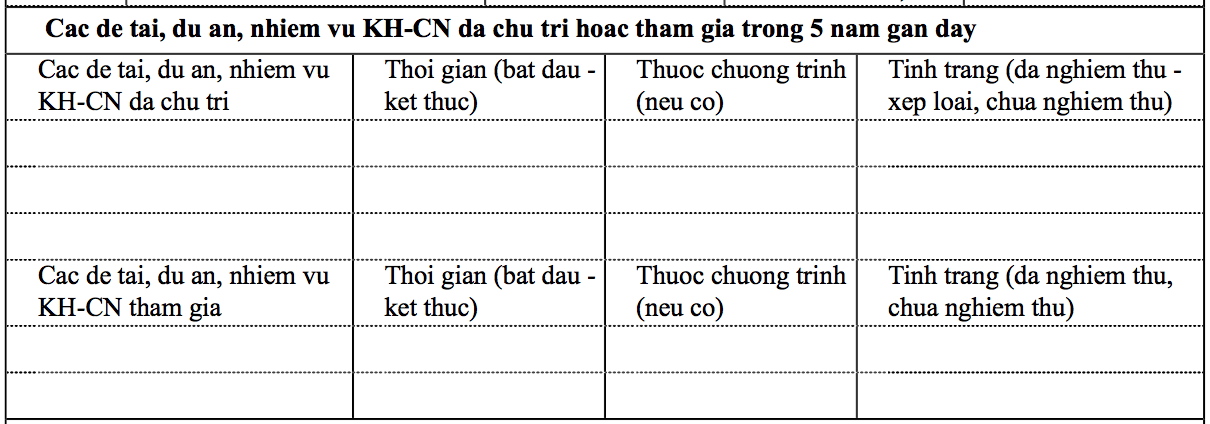 Cac de tai, du an, nhiem vu KH-CN da chu tri hoac tham gia trong 5 nam gan day
Cac de tai, du an, nhiem vu
KH-CN da chu tri
Thoi gian (bat dau -
ket thuc)
Thuoc chuong trinh
(neu co)
Tinh trang (da nghiem thu -
xep loai, chua nghiem thu)
Cac de tai, du an, nhiem vu
KH-CN tham gia
Thoi gian (bat dau -
ket thuc)
Thuoc chuong trinh
(neu co)
Tinh trang (da nghiem thu,
chua nghiem thu)